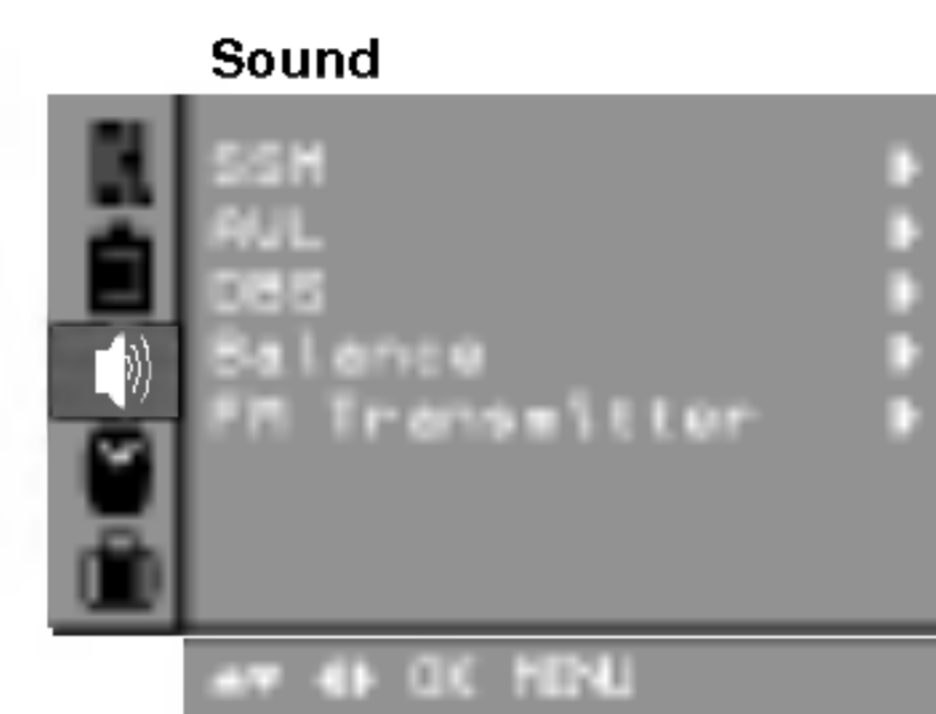 Sound
SSM
AVL
DBS
Balance
FM Transmitter
▲▼ ◀▶ OK MENU